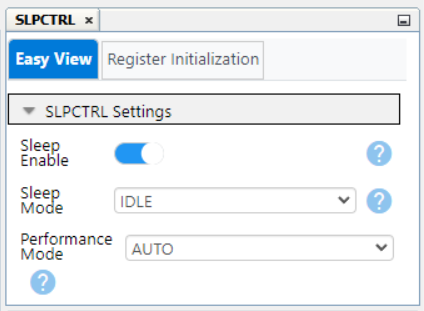 SLPCTRL ×
Easy View Register Initialization
SLPCTRL Settings
Sleep
Enable
?
Sleep
Mode
IDLE
?
Performance
Mode
AUTO
?